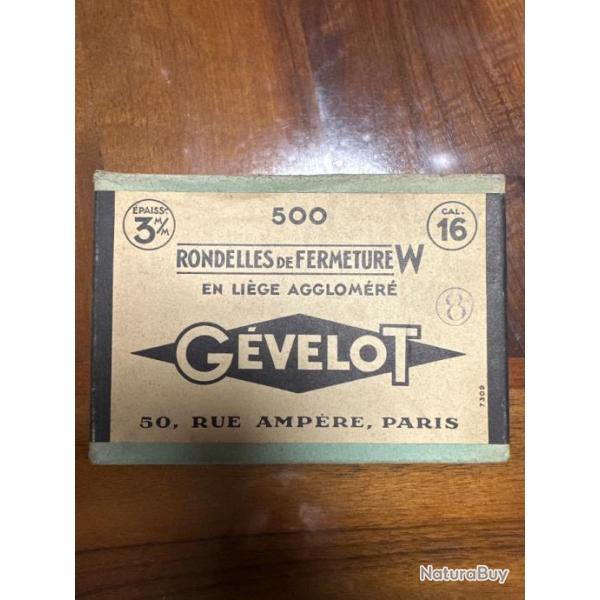 ÉPAISSR
3 M/M
500
CAL.
16
RONDELLES DE FERMETURE W
EN LIÈGE AGGLOMÉRÉ
8
GÉVELOT
7309
50, RUE AMPÈRE, PARIS
NaturaBuy